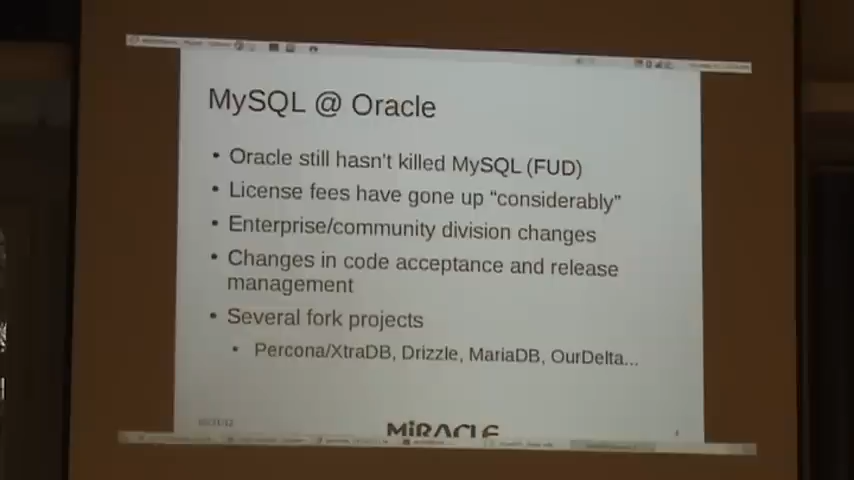 MySQL @ Oracle
• Oracle still hasn't killed MySQL (FUD)
• License fees have gone up “considerably”
• Enterprise/community division changes
• Changes in code acceptance and release
management
• Several fork projects
• Percona/XtraDB, Drizzle, MariaDB, OurDelta...
MiRACLE